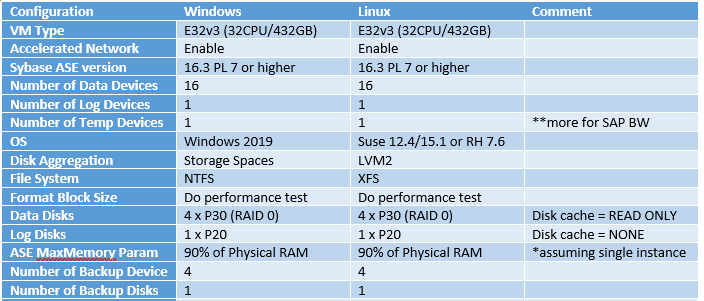 Configuration Windows Linux Comment
VM Type E32v3 (32CPU/432GB) E32v3 (32CPU/432GB)
Accelerated Network Enable Enable
Sybase ASE version 16.3 PL 7 or higher 16.3 PL 7 or higher
Number of Data Devices 16 16
Number of Log Devices 1 1
Number of Temp Devices 1 1 **more for SAP BW
OS Windows 2019 Suse 12.4/15.1 or RH 7.6
Disk Aggregation Storage Spaces LVM2
File System NTFS XFS
Format Block Size Do performance test Do performance test
Data Disks 4 x P30 (RAID 0) 4 x P30 (RAID 0) Disk cache = READ ONLY
Log Disks 1 x P20 1 x P20 Disk cache = NONE
ASE MaxMemory Param 90% of Physical RAM 90% of Physical RAM *assuming single instance
Number of Backup Device 4 4
Number of Backup Disks 1 1